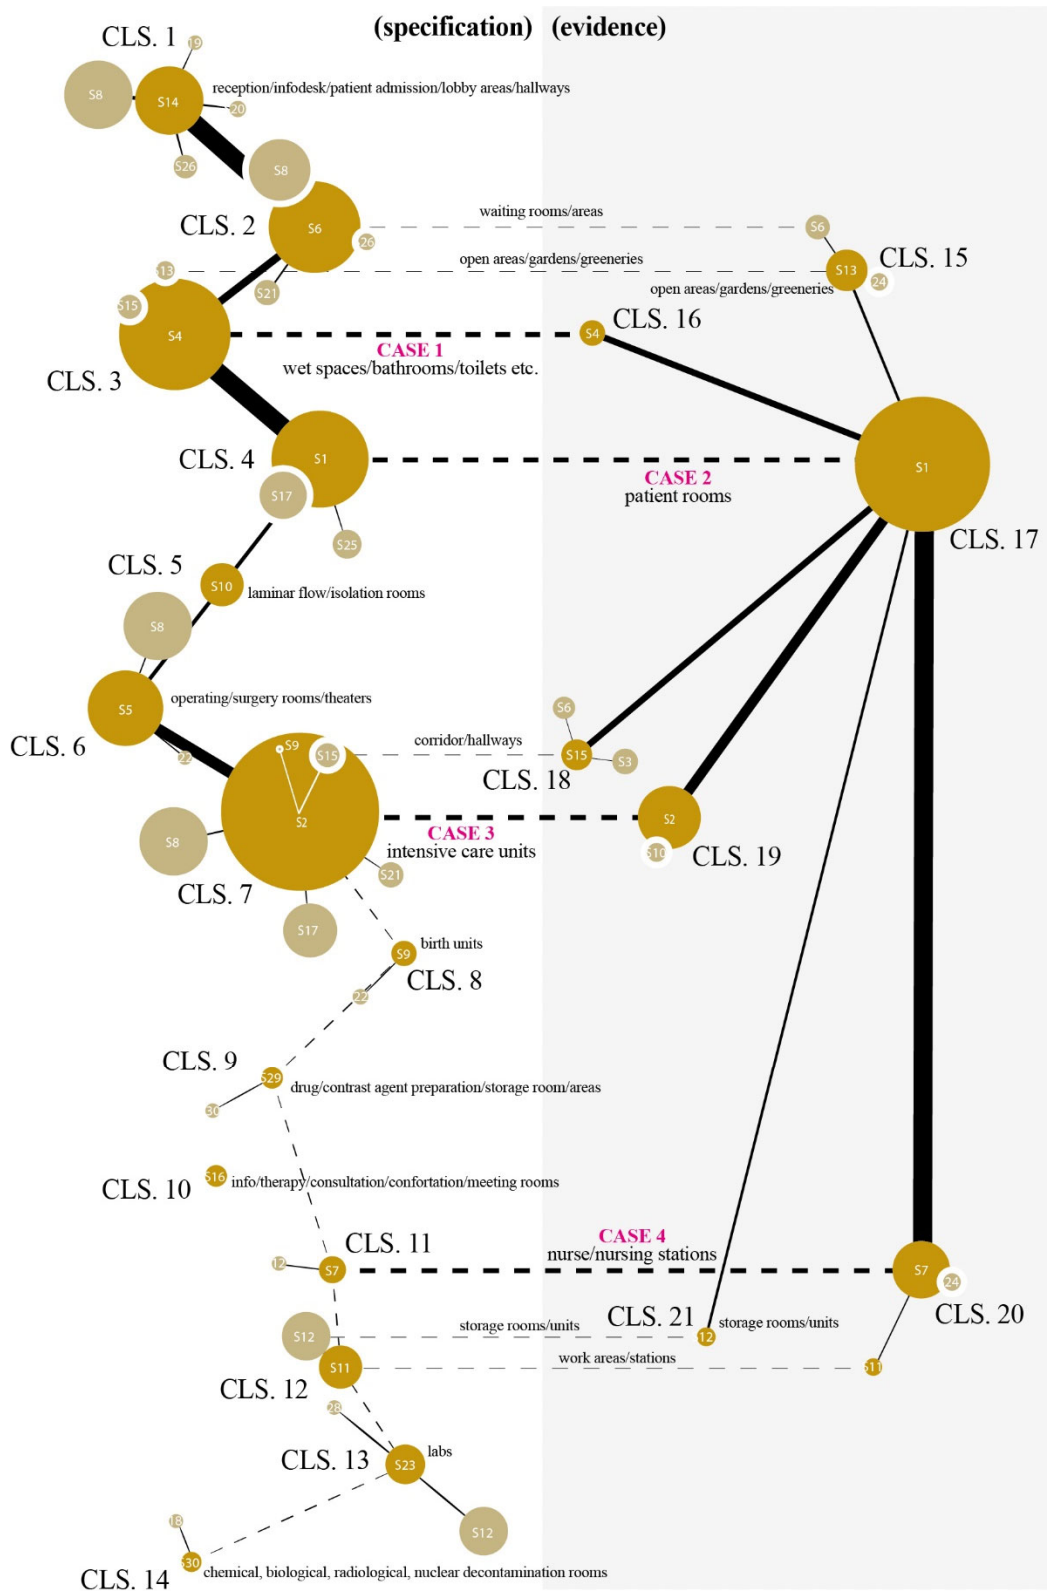 (specification) (evidence)
CLS. 1
19
S8
S14
reception/infodesk/patient admission/lobby areas/hallways
20
S26
S8
CLS. 2
S6
waiting rooms/areas
S6
26
S13
open areas/gardens/greeneries
S13
CLS. 15
24
S21
open areas/gardens/greeneries
S15
CLS. 16
S4
S4
CASE 1
wet spaces/bathrooms/toilets etc.
CLS. 3
CLS. 4
S1
S1
CASE 2
patient rooms
S17
S25
CLS. 17
CLS. 5
S10
laminar flow/isolation rooms
S8
operating/surgery rooms/theaters
S5
S6
CLS. 6
22
S9
S15
corridor/hallways
S15
S3
CLS. 18
S2
S2
CASE 3
intensive care units
S8
S10
CLS. 19
S21
CLS. 7
S17
birth units
S9
CLS. 8
22
CLS. 9
S29
drug/contrast agent preparation/storage room/areas
30
S16
info/therapy/consultation/confortation/meeting rooms
CLS. 10
CASE 4
nurse/nursing stations
CLS. 11
12
S7
S7
24
CLS. 20
CLS. 21
storage rooms/units
storage rooms/units
S12
12
work areas/stations
S11
S11
CLS. 12
28
labs
CLS. 13
S23
18
S12
S30
chemical, biological, radiological, nuclear decontamination rooms
CLS. 14